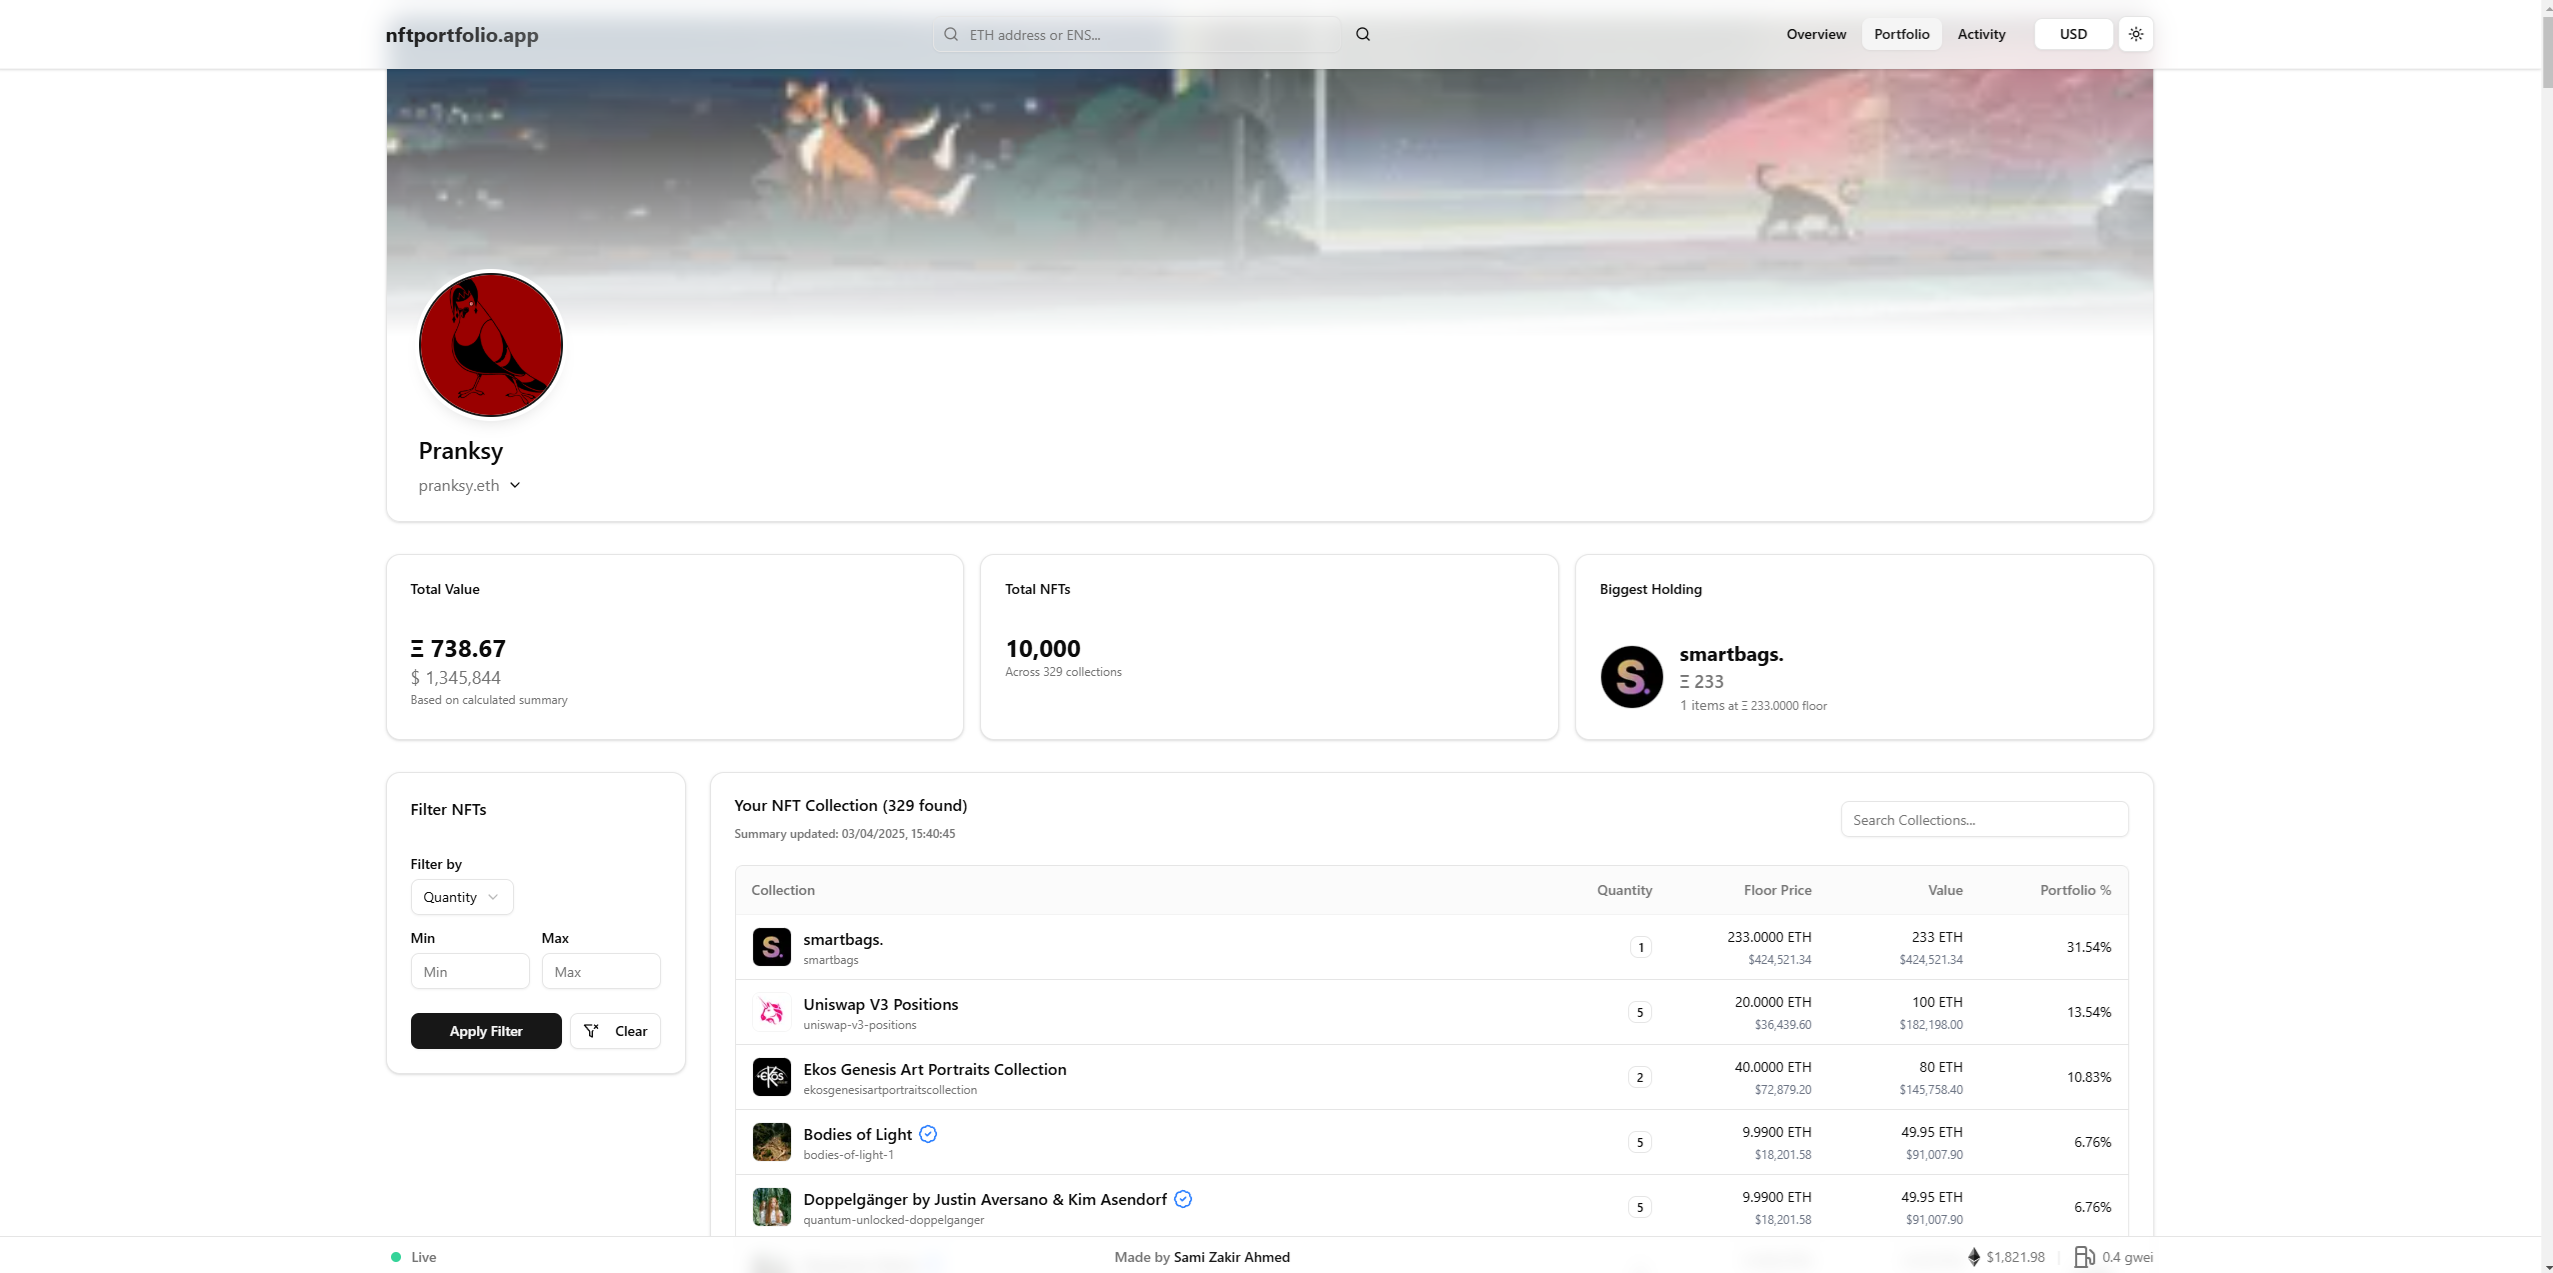 nftportfolio.app
ETH address or ENS...
Overview
Portfolio
Activity
USD
Pranksy
pranksy.eth
Total Value
Ξ 738.67
$ 1,345,844
Based on calculated summary
Total NFTs
10,000
Across 329 collections
Biggest Holding
S.
smartbags.
Ξ 233
1 items at Ξ 233.0000 floor
Filter NFTs
Filter by
Quantity
Min
Max
Min
Max
Apply Filter
Clear
Your NFT Collection (329 found)
Summary updated: 03/04/2025, 15:40:45
Search Collections...
Collection
Quantity
Floor Price
Value
Portfolio %
S.
smartbags.
smartbags
1
233.0000 ETH
$424,521.34
233 ETH
$424,521.34
31.54%
Uniswap V3 Positions
uniswap-v3-positions
5
20.0000 ETH
$36,439.60
100 ETH
$182,198.00
13.54%
eKos
Ekos Genesis Art Portraits Collection
ekosgenesisartportraitscollection
2
40.0000 ETH
$72,879.20
80 ETH
$145,758.40
10.83%
Bodies of Light
bodies-of-light-1
5
9.9900 ETH
$18,201.58
49.95 ETH
$91,007.90
6.76%
Doppelgänger by Justin Aversano & Kim Asendorf
quantum-unlocked-doppelganger
5
9.9900 ETH
$18,201.58
49.95 ETH
$91,007.90
6.76%
Live
Made by Sami Zakir Ahmed
$1,821.98
0.4 gwei